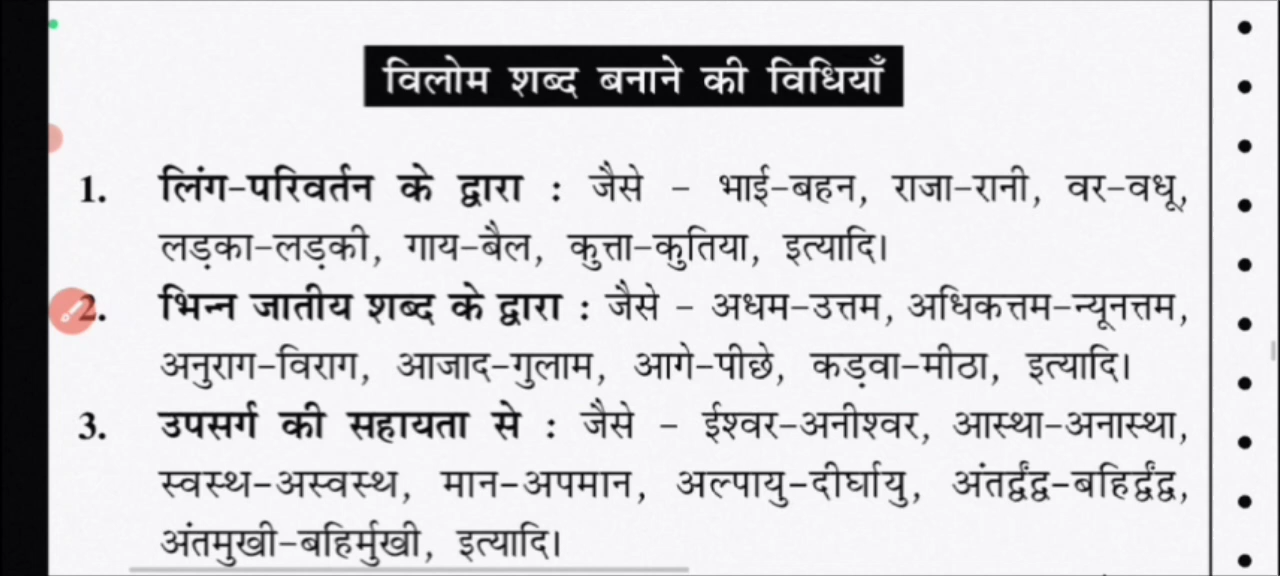 विलोम शब्द बनाने की विधियाँ
1. लिंग-परिवर्तन के द्वारा : जैसे - भाई-बहन, राजा-रानी, वर-वधू,
लड़का-लड़की, गाय-बैल, कुत्ता-कुतिया, इत्यादि।
2. भिन्न जातीय शब्द के द्वारा : जैसे - अधम-उत्तम, अधिकत्तम-न्यूनत्तम,
अनुराग-विराग, आजाद-गुलाम, आगे-पीछे, कड़वा-मीठा, इत्यादि।
3. उपसर्ग की सहायता से : जैसे - ईश्वर-अनीश्वर, आस्था-अनास्था,
स्वस्थ-अस्वस्थ, मान-अपमान, अल्पायु-दीर्घायु, अंतर्द्वंद्व-बहिर्द्वंद्व,
अंतमुखी-बहिर्मुखी, इत्यादि।